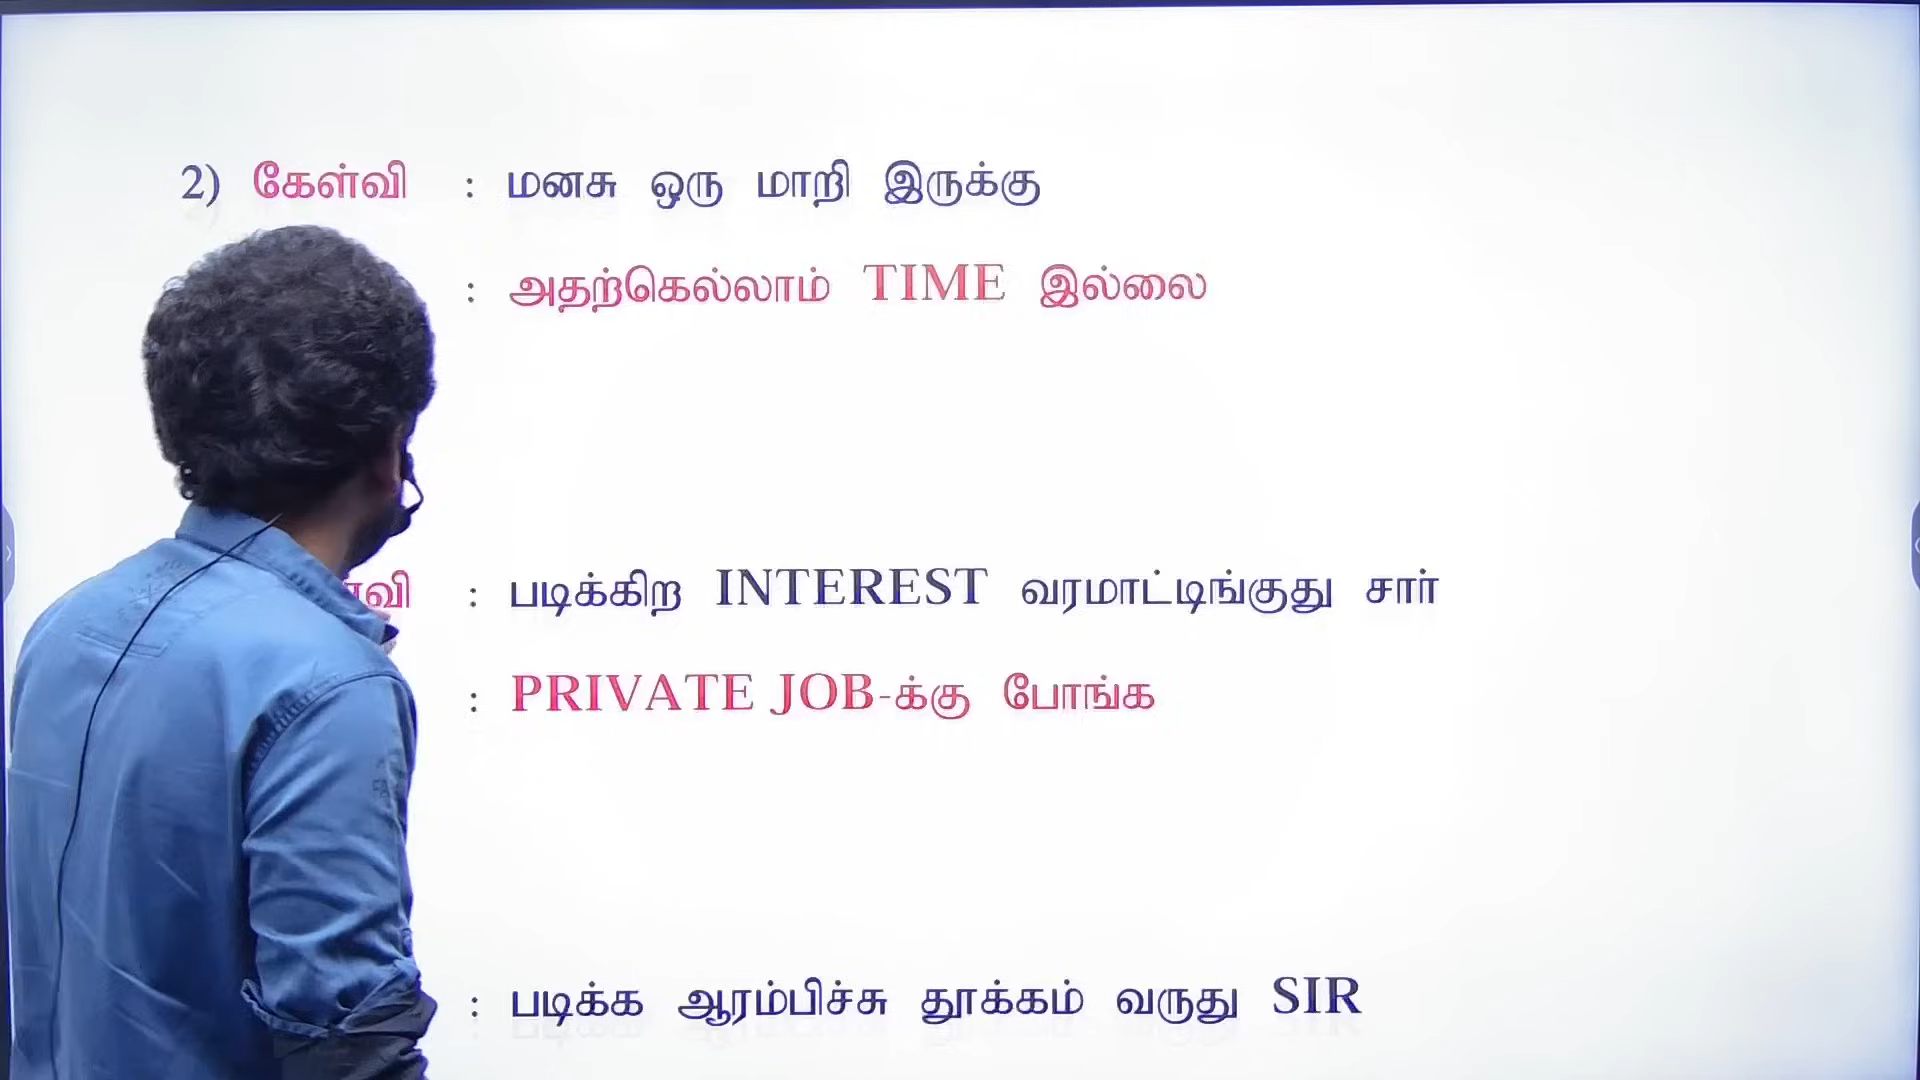 2) கேள்வி : மனசு ஒரு மாறி இருக்கு
: அதற்கெல்லாம் TIME இல்லை
: படிக்கிற INTEREST வரமாட்டிங்குது சார்
: PRIVATE JOB-க்கு போங்க
: படிக்க ஆரம்பிச்சு தூக்கம் வருது SIR